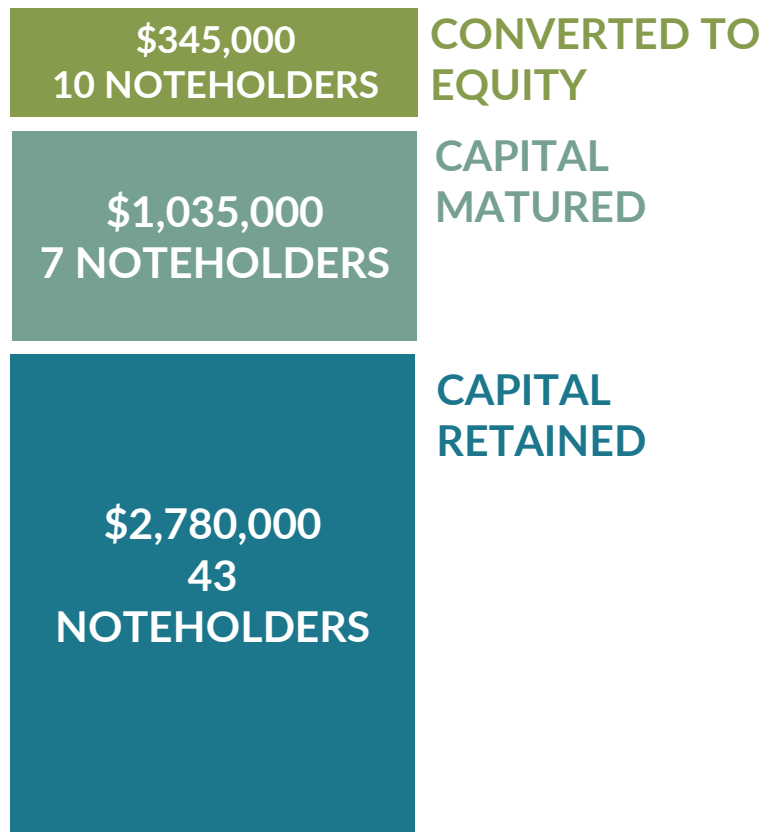 $345,000
10 NOTEHOLDERS
CONVERTED TO
EQUITY
$1,035,000
7 NOTEHOLDERS
CAPITAL
MATURED
$2,780,000
43
NOTEHOLDERS
CAPITAL
RETAINED